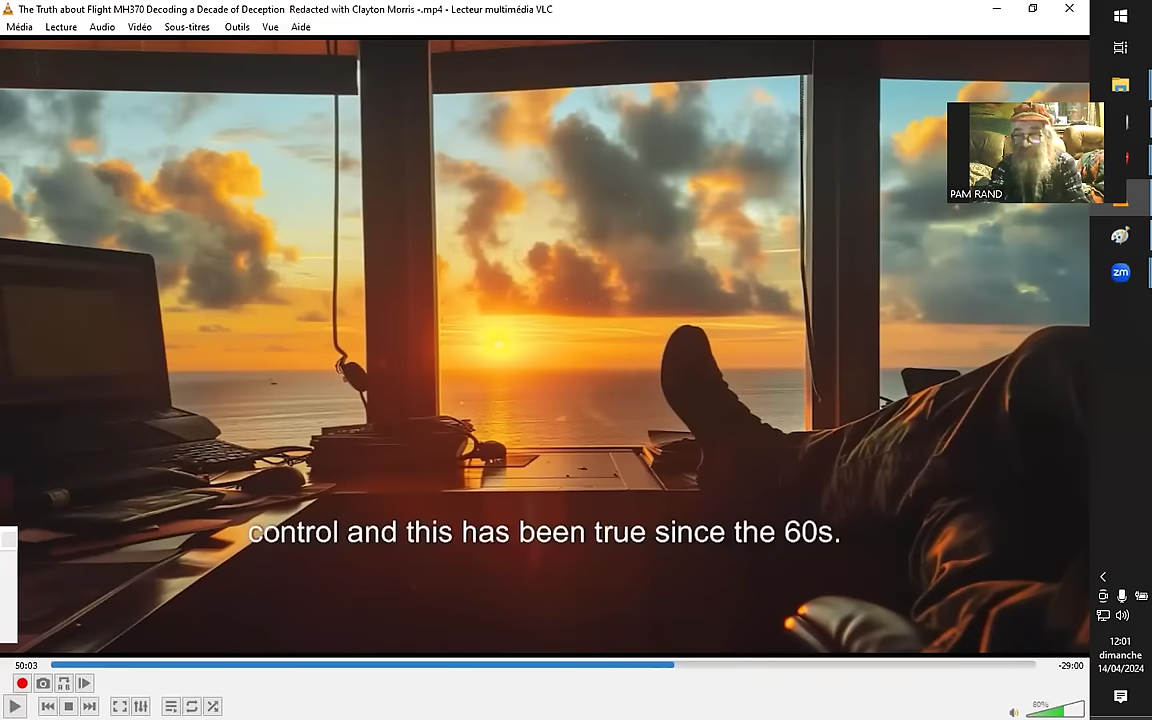 The Truth about Flight MH370 Decoding a Decade of Deception  Redacted with Clayton Morris -.mp4 - Lecteur multimédia VLC
Média Lecture Audio Vidéo Sous-titres Outils Vue Aide
PAM RAND
zm
control and this has been true since the 60s.
50:03
-29:00
80%
12:01
dimanche
14/04/2024